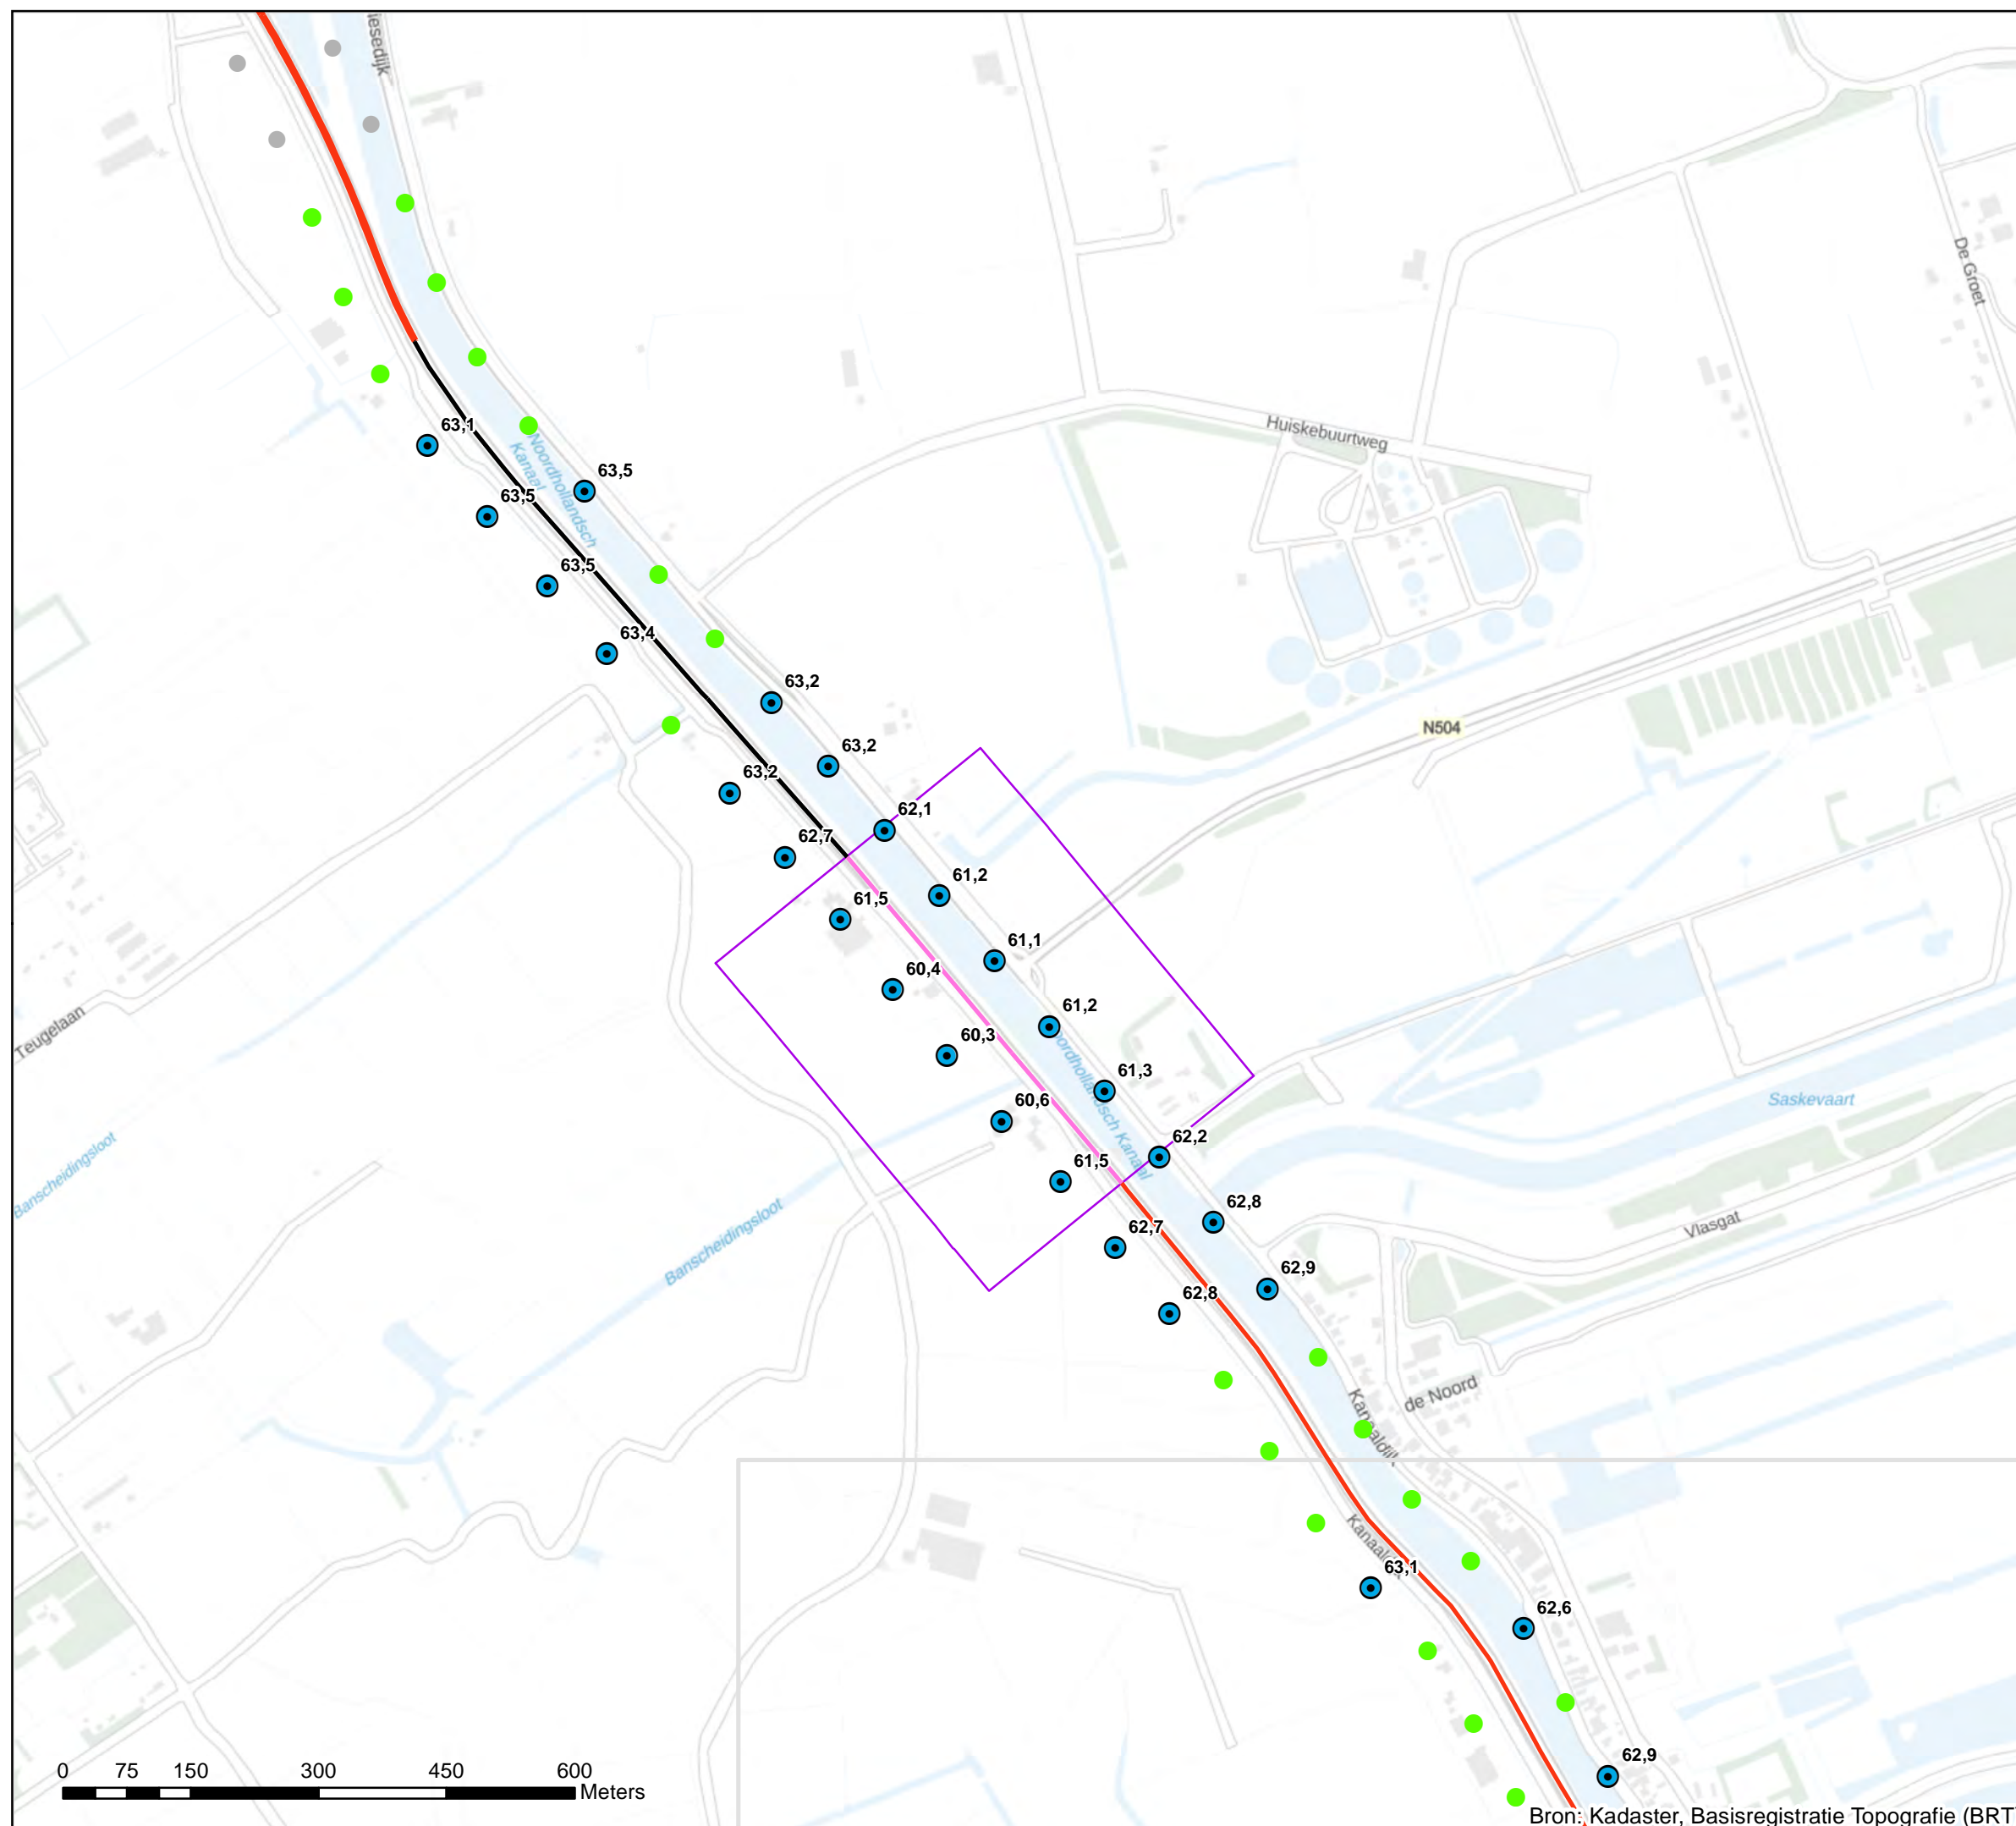 iesedijk
De Groet
Huiskebuurtweg
63,1
63,5
63,5
Noordhollandsch
Kanaal
63,5
63,4
63,2
N504
63,2
63,2
62,1
62,7
61,2
61,5
61,1
60,4
61,2
Teugelaan
60,3
61,3
oordhollandsch Kanaal
Saskevaart
60,6
62,2
Banscheidingsloot
61,5
62,8
Vlasgat
62,7
Banscheidingsloot
62,9
62,8
de Noord
Kanaaldijk
63,1
62,6
62,9
0 75 150 300 450 600
Meters
Bron: Kadaster, Basisregistratie Topografie (BRT